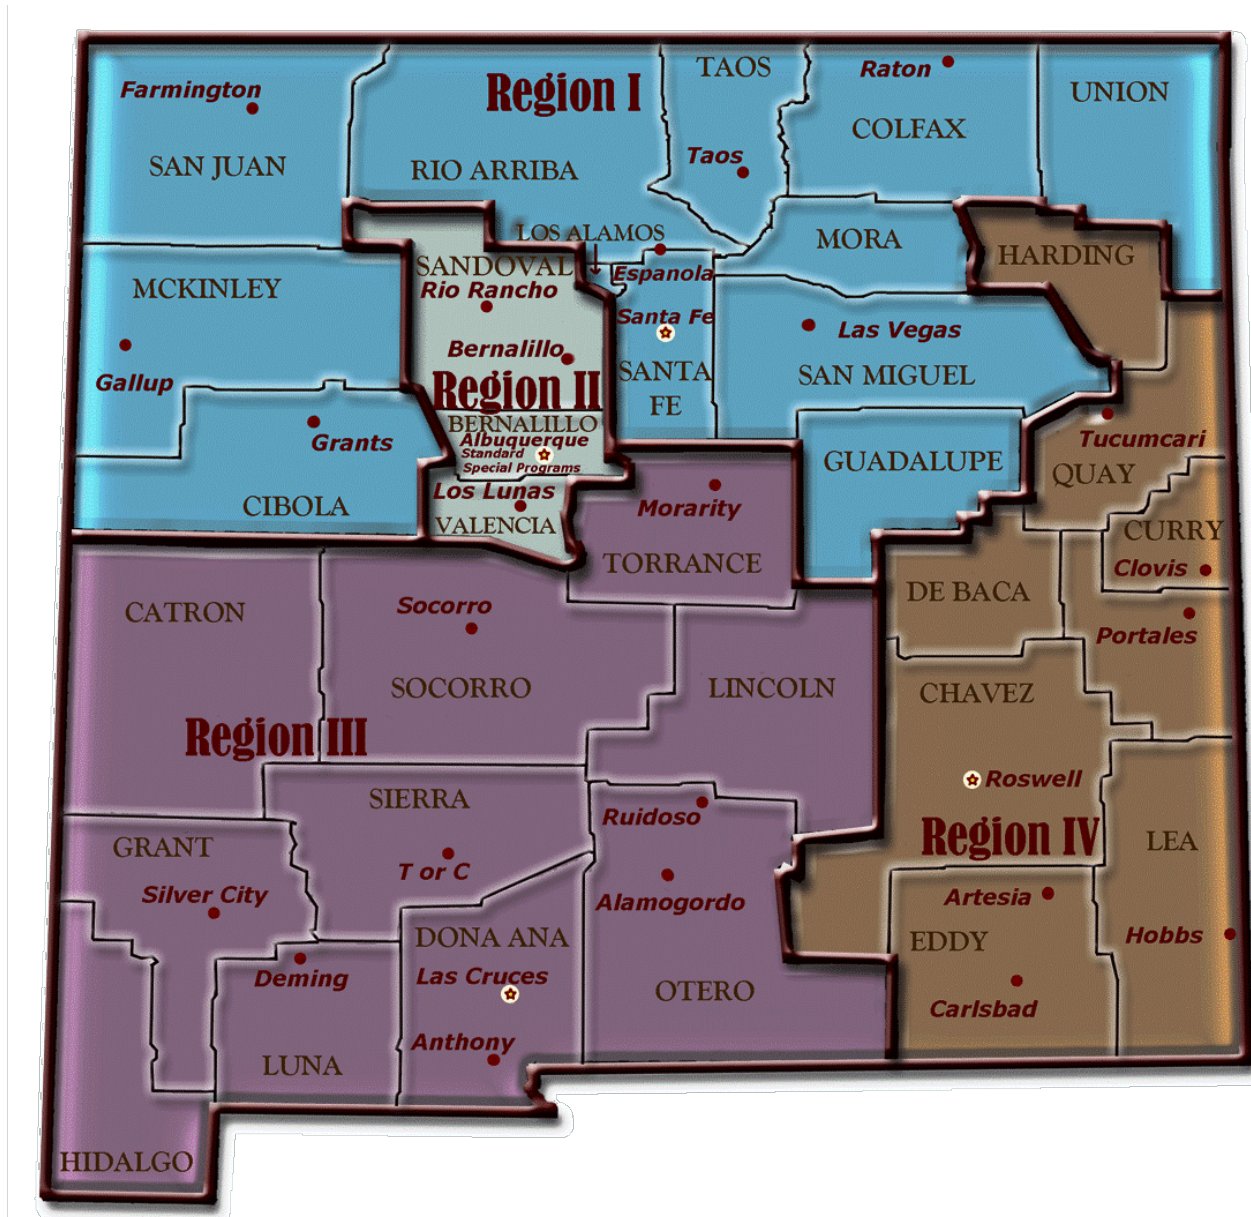 TAOS
Raton
Region I
Farmington
UNION
COLFAX
Taos
SAN JUAN
RIO ARRIBA
LOS ALAMOS
MORA
HARDING
SANDOVAL
Espanola
MCKINLEY
Rio Rancho
Santa Fe
Las Vegas
Bernalillo
SANTA
FE
SAN MIGUEL
Gallup
Region II
BERNALILLO
Grants
Albuquerque
Tucumcari
Standard
Special Programs
GUADALUPE
QUAY
Los Lunas
CIBOLA
Morarity
VALENCIA
CURRY
TORRANCE
Clovis
DE BACA
CATRON
Socorro
Portales
SOCORRO
LINCOLN
CHAVEZ
Region III
Roswell
SIERRA
Ruidoso
Region IV
LEA
GRANT
T or C
Silver City
Alamogordo
Artesia
DONA ANA
EDDY
Hobbs
Deming
Las Cruces
OTERO
Carlsbad
Anthony
LUNA
HIDALGO